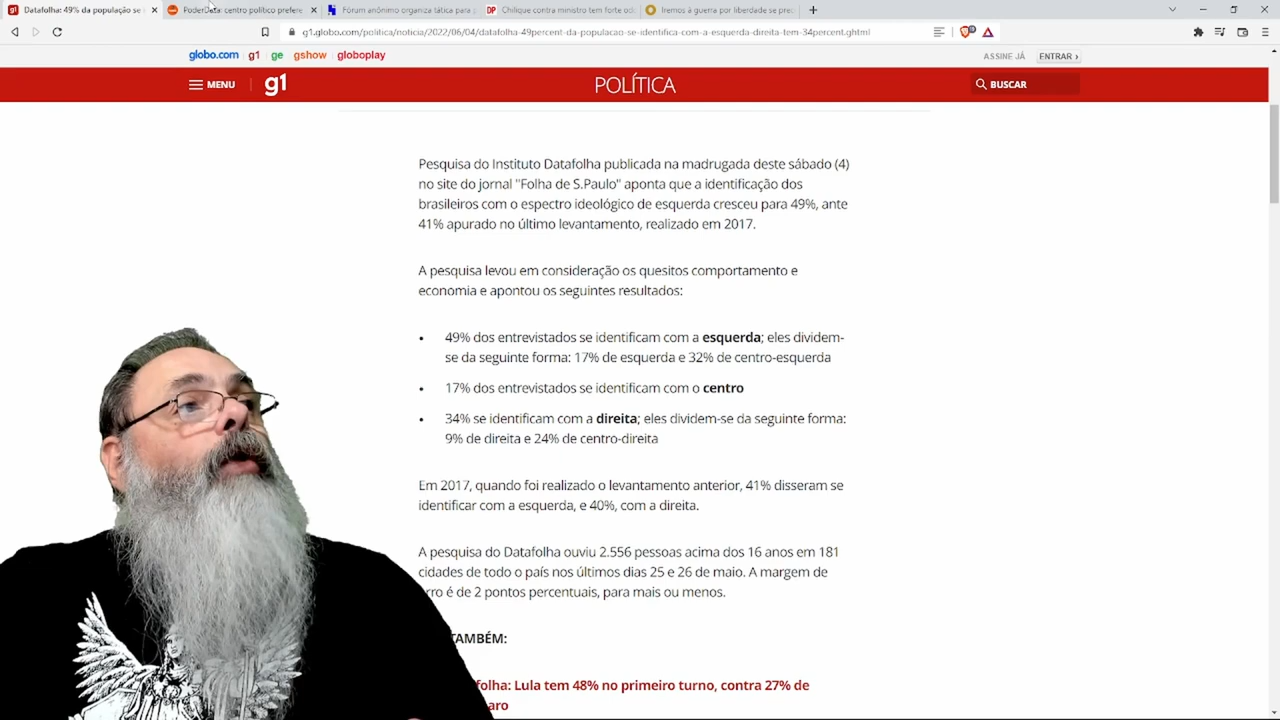 Datafolha: 49% da população se i
PoderData: centro político prefere
Fórum anônimo organiza tática para
Chilique contra ministro tem forte od
Iremos à guerra por liberdade se prec
g1.globo.com/politica/noticia/2022/06/04/datafolha-49percent-da-populacao-se-identifica-com-a-esquerda-direita-tem-34percent.ghtml
globo.com g1 ge gshow globoplay
ASSINE JÁ ENTRAR ›
MENU g1 POLÍTICA BUSCAR
Pesquisa do Instituto Datafolha publicada na madrugada deste sábado (4)
no site do jornal "Folha de S.Paulo" aponta que a identificação dos
brasileiros com o espectro ideológico de esquerda cresceu para 49%, ante
41% apurado no último levantamento, realizado em 2017.
A pesquisa levou em consideração os quesitos comportamento e
economia e apontou os seguintes resultados:
• 49% dos entrevistados se identificam com a esquerda; eles dividem-
se da seguinte forma: 17% de esquerda e 32% de centro-esquerda
• 17% dos entrevistados se identificam com o centro
• 34% se identificam com a direita; eles dividem-se da seguinte forma:
9% de direita e 24% de centro-direita
Em 2017, quando foi realizado o levantamento anterior, 41% disseram se
identificar com a esquerda, e 40%, com a direita.
A pesquisa do Datafolha ouviu 2.556 pessoas acima dos 16 anos em 181
cidades de todo o país nos últimos dias 25 e 26 de maio. A margem de
rro é de 2 pontos percentuais, para mais ou menos.
TAMBÉM:
folha: Lula tem 48% no primeiro turno, contra 27% de
aro